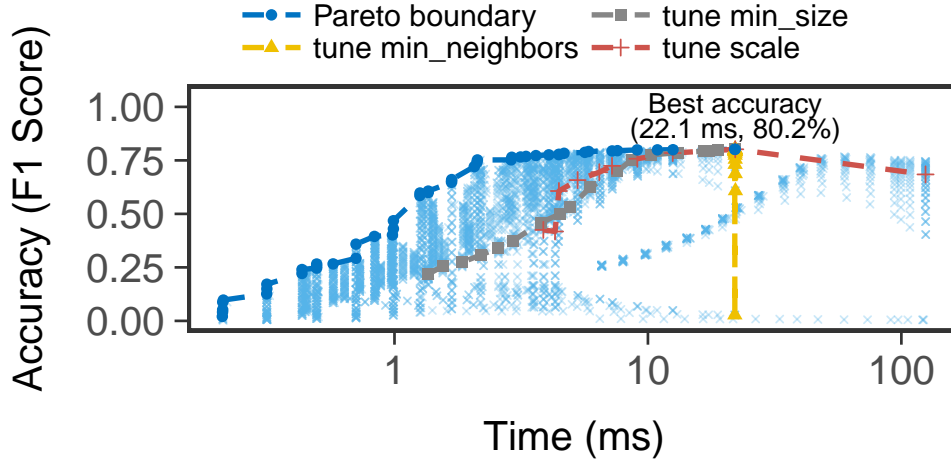 Pareto boundary
tune min_size
tune min_neighbors
tune scale
Accuracy (F1 Score)
1.00
0.75
0.50
0.25
0.00
Best accuracy
(22.1 ms, 80.2%)
1
10
100
Time (ms)